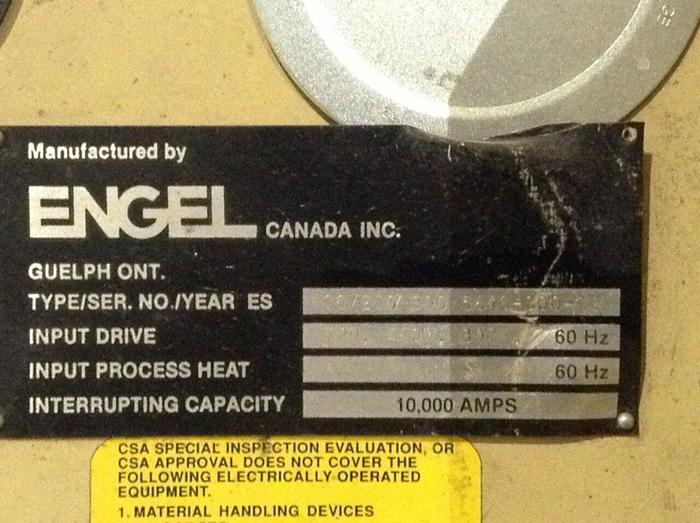 Manufactured by
ENGEL CANADA INC.
GUELPH ONT.
TYPE/SER. NO./YEAR ES
INPUT DRIVE 60 Hz
INPUT PROCESS HEAT 60 Hz
INTERRUPTING CAPACITY 10,000 AMPS
CSA SPECIAL INSPECTION EVALUATION, OR
CSA APPROVAL DOES NOT COVER THE
FOLLOWING ELECTRICALLY OPERATED
EQUIPMENT.
1. MATERIAL HANDLING DEVICES